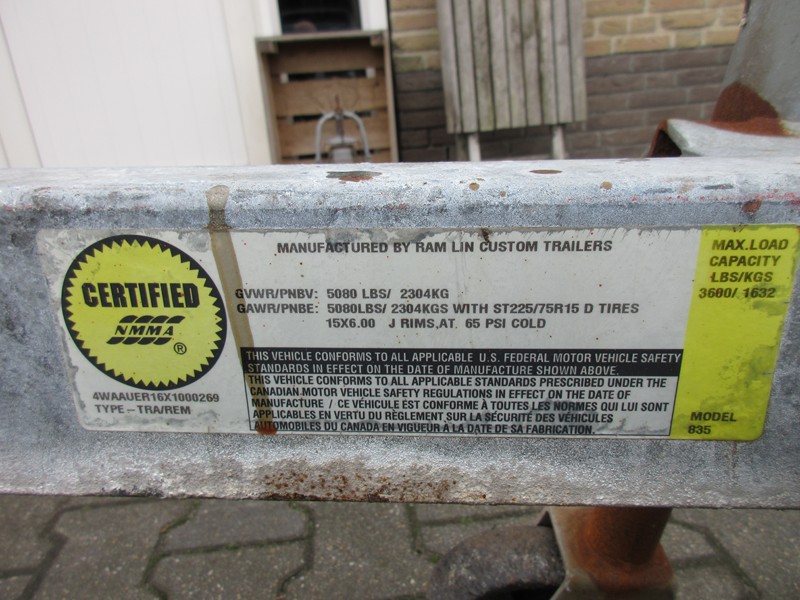 MANUFACTURED BY RAM LIN CUSTOM TRAILERS
CERTIFIED
NMMA
®
GVWR/PNBV: 5080 LBS/ 2304KG
GAWR/PNBE: 5080LBS/ 2304KGS WITH ST225/75R15 D TIRES
15X6.00 J RIMS,AT 65 PSI COLD
THIS VEHICLE CONFORMS TO ALL APPLICABLE U.S. FEDERAL MOTOR VEHICLE SAFETY
STANDARDS IN EFFECT ON THE DATE OF MANUFACTURE SHOWN ABOVE.
THIS VEHICLE CONFORMS TO ALL APPLICABLE STANDARDS PRESCRIBED UNDER THE
CANADIAN MOTOR VEHICLE SAFETY REGULATIONS IN EFFECT ON THE DATE OF
MANUFACTURE / CE VÉHICULE EST CONFORME À TOUTES LES NORMES QUI LUI SONT
APPLICABLES EN VERTU DU RÈGLEMENT SUR LA SÉCURITÉ DES VÉHICULES
AUTOMOBILES DU CANADA EN VIGUEUR A LA DATE DE SA FABRICATION.
4WAAUER16X1000269
TYPE-TRA/REM
MAX.LOAD
CAPACITY
LBS/KGS
3600/ 1632
MODEL
835